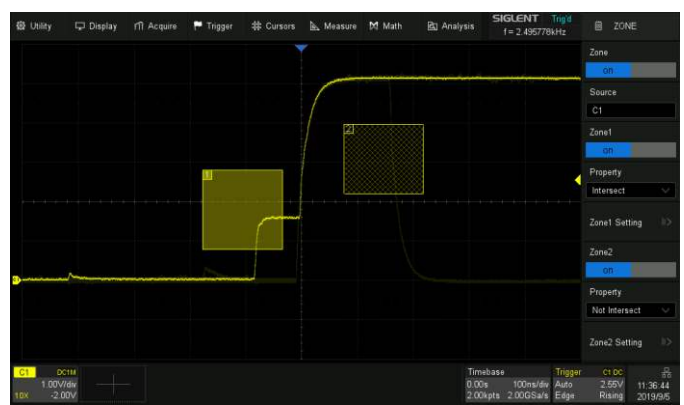 Utility Display Acquire Trigger Cursors Measure Math Analysis SIGLENT Trig'd
f = 2.495778kHz
ZONE
Zone
on
Source
C1
Zone1
on
Property
Intersect
Zone1 Setting
Zone2
on
Property
Not Intersect
Zone2 Setting
1
2
C1 DC1M
1.00V/div
10X -2.00V
Timebase
0.00s 100ns/div
2.00kpts 2.00GSa/s
Trigger C1 DC
Auto 2.55V
Edge Rising
11:36:44
2019/9/5